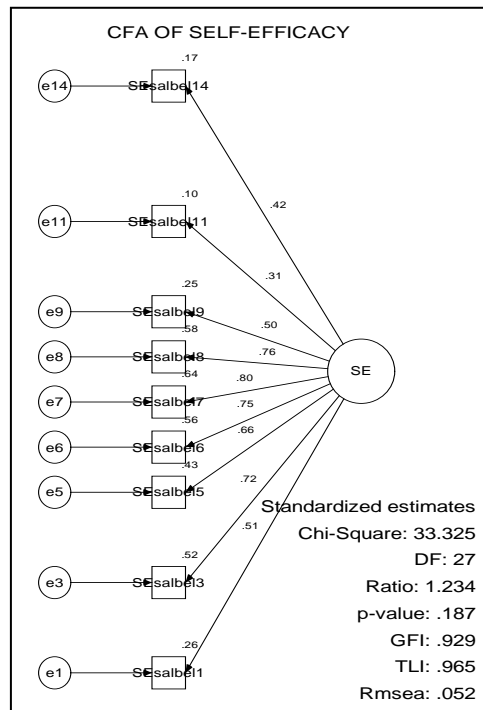 CFA OF SELF-EFFICACY
.17
e14 SEsalbel14
.42
.10
e11 SEsalbel11
.31
.25
e9 SEsalbel9
.50
.58
e8 SEsalbel8
.76
SE
.64
e7 SEsalbel7
.80
.56
e6 SEsalbel6
.75
.43
e5 SEsalbel5
.66
.72
.51
.52
e3 SEsalbel3
.26
e1 SEsalbel1
Standardized estimates
Chi-Square: 33.325
DF: 27
Ratio: 1.234
p-value: .187
GFI: .929
TLI: .965
Rmsea: .052